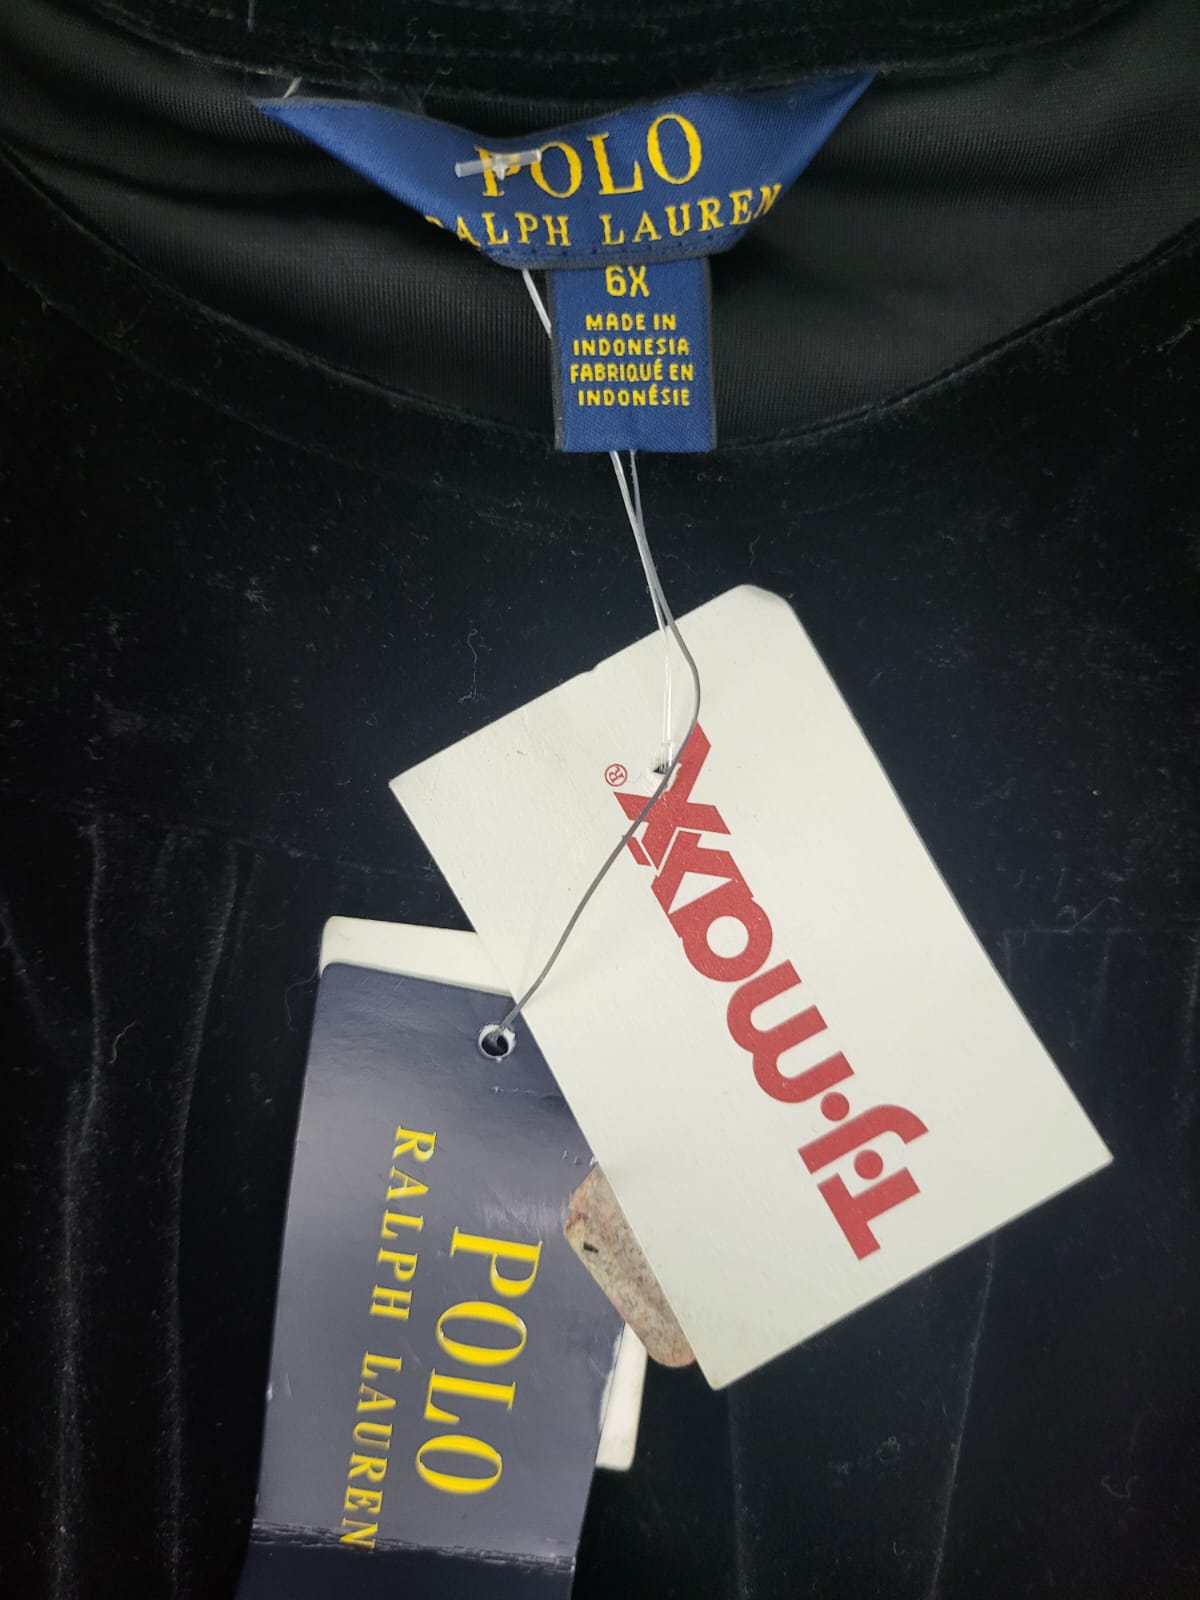 POLO
RALPH LAUREN
6X
MADE IN
INDONESIA
FABRIQUÉ EN
INDONÉSIE
T.J.maxx®
POLO
RALPH LAUREN